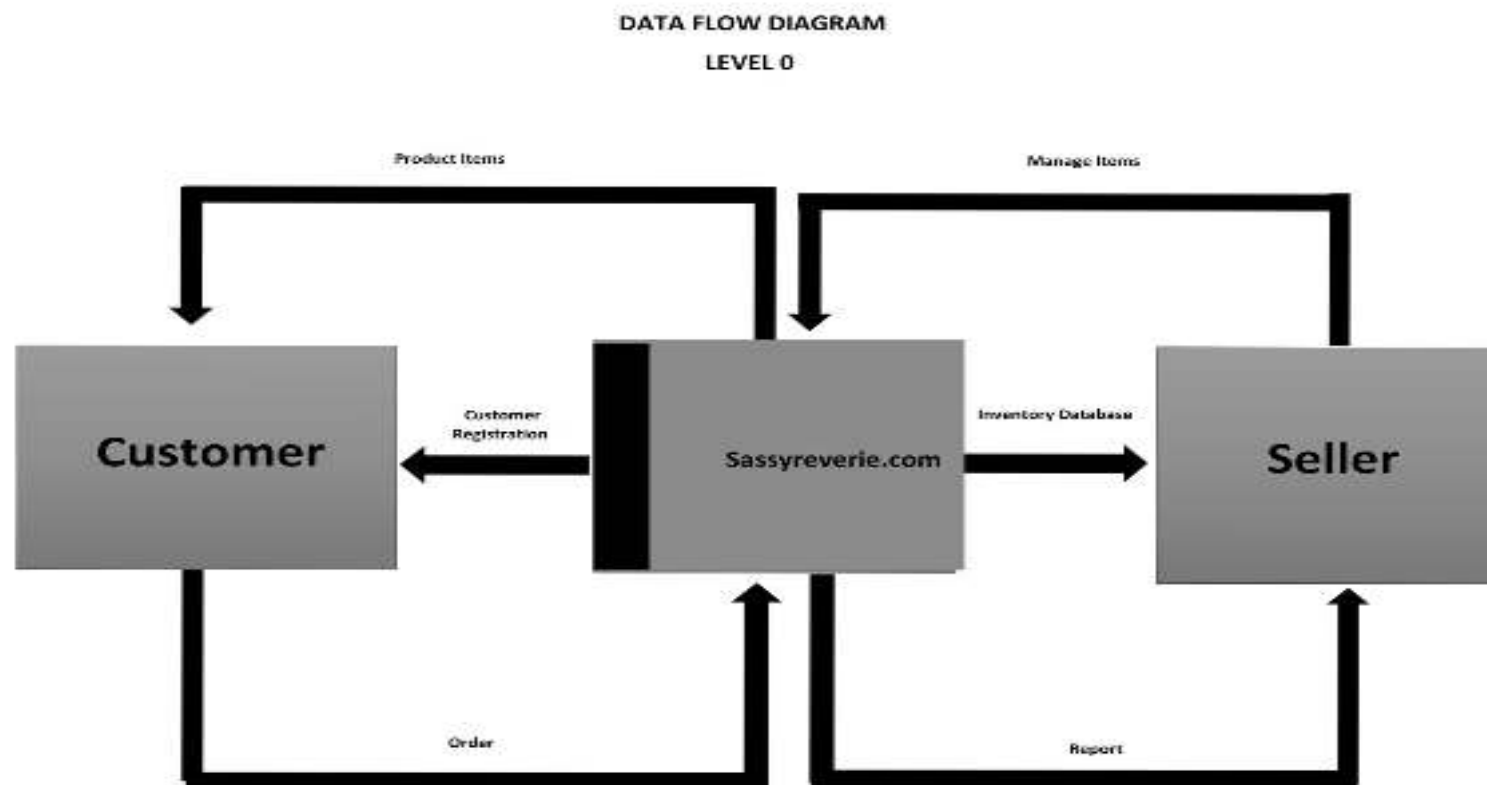 DATA FLOW DIAGRAM
LEVEL 0
Product Items
Manage Items
Customer
Registration
Inventory Database
Customer
Sassyreverie.com
Seller
Order
Report